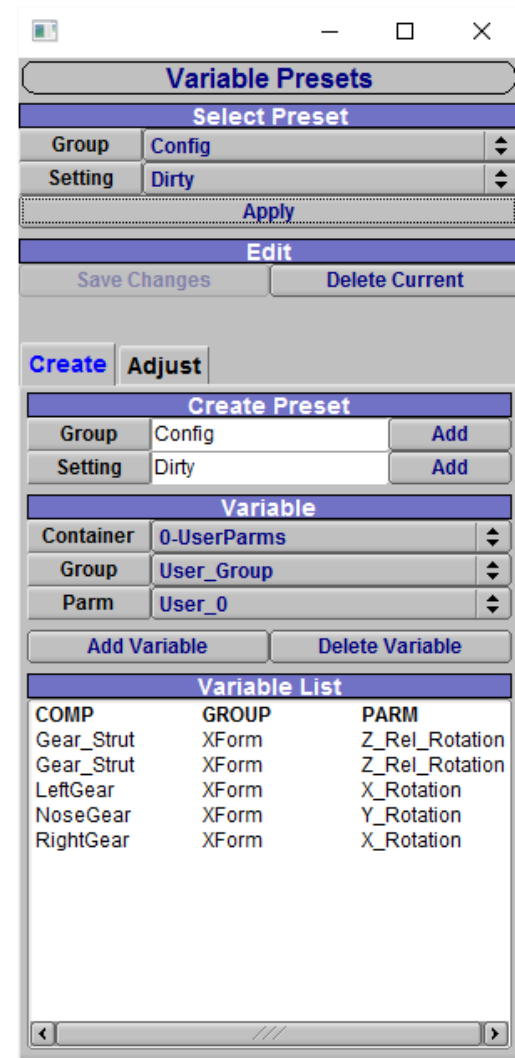 Variable Presets
Select Preset
Group Config
Setting Dirty
Apply
Edit
Save Changes Delete Current
Create Adjust
Create Preset
Group Config Add
Setting Dirty Add
Variable
Container 0-UserParms
Group User_Group
Parm User_0
Add Variable Delete Variable
Variable List
COMP GROUP PARM
Gear_Strut XForm Z_Rel_Rotation
Gear_Strut XForm Z_Rel_Rotation
LeftGear XForm X_Rotation
NoseGear XForm Y_Rotation
RightGear XForm X_Rotation